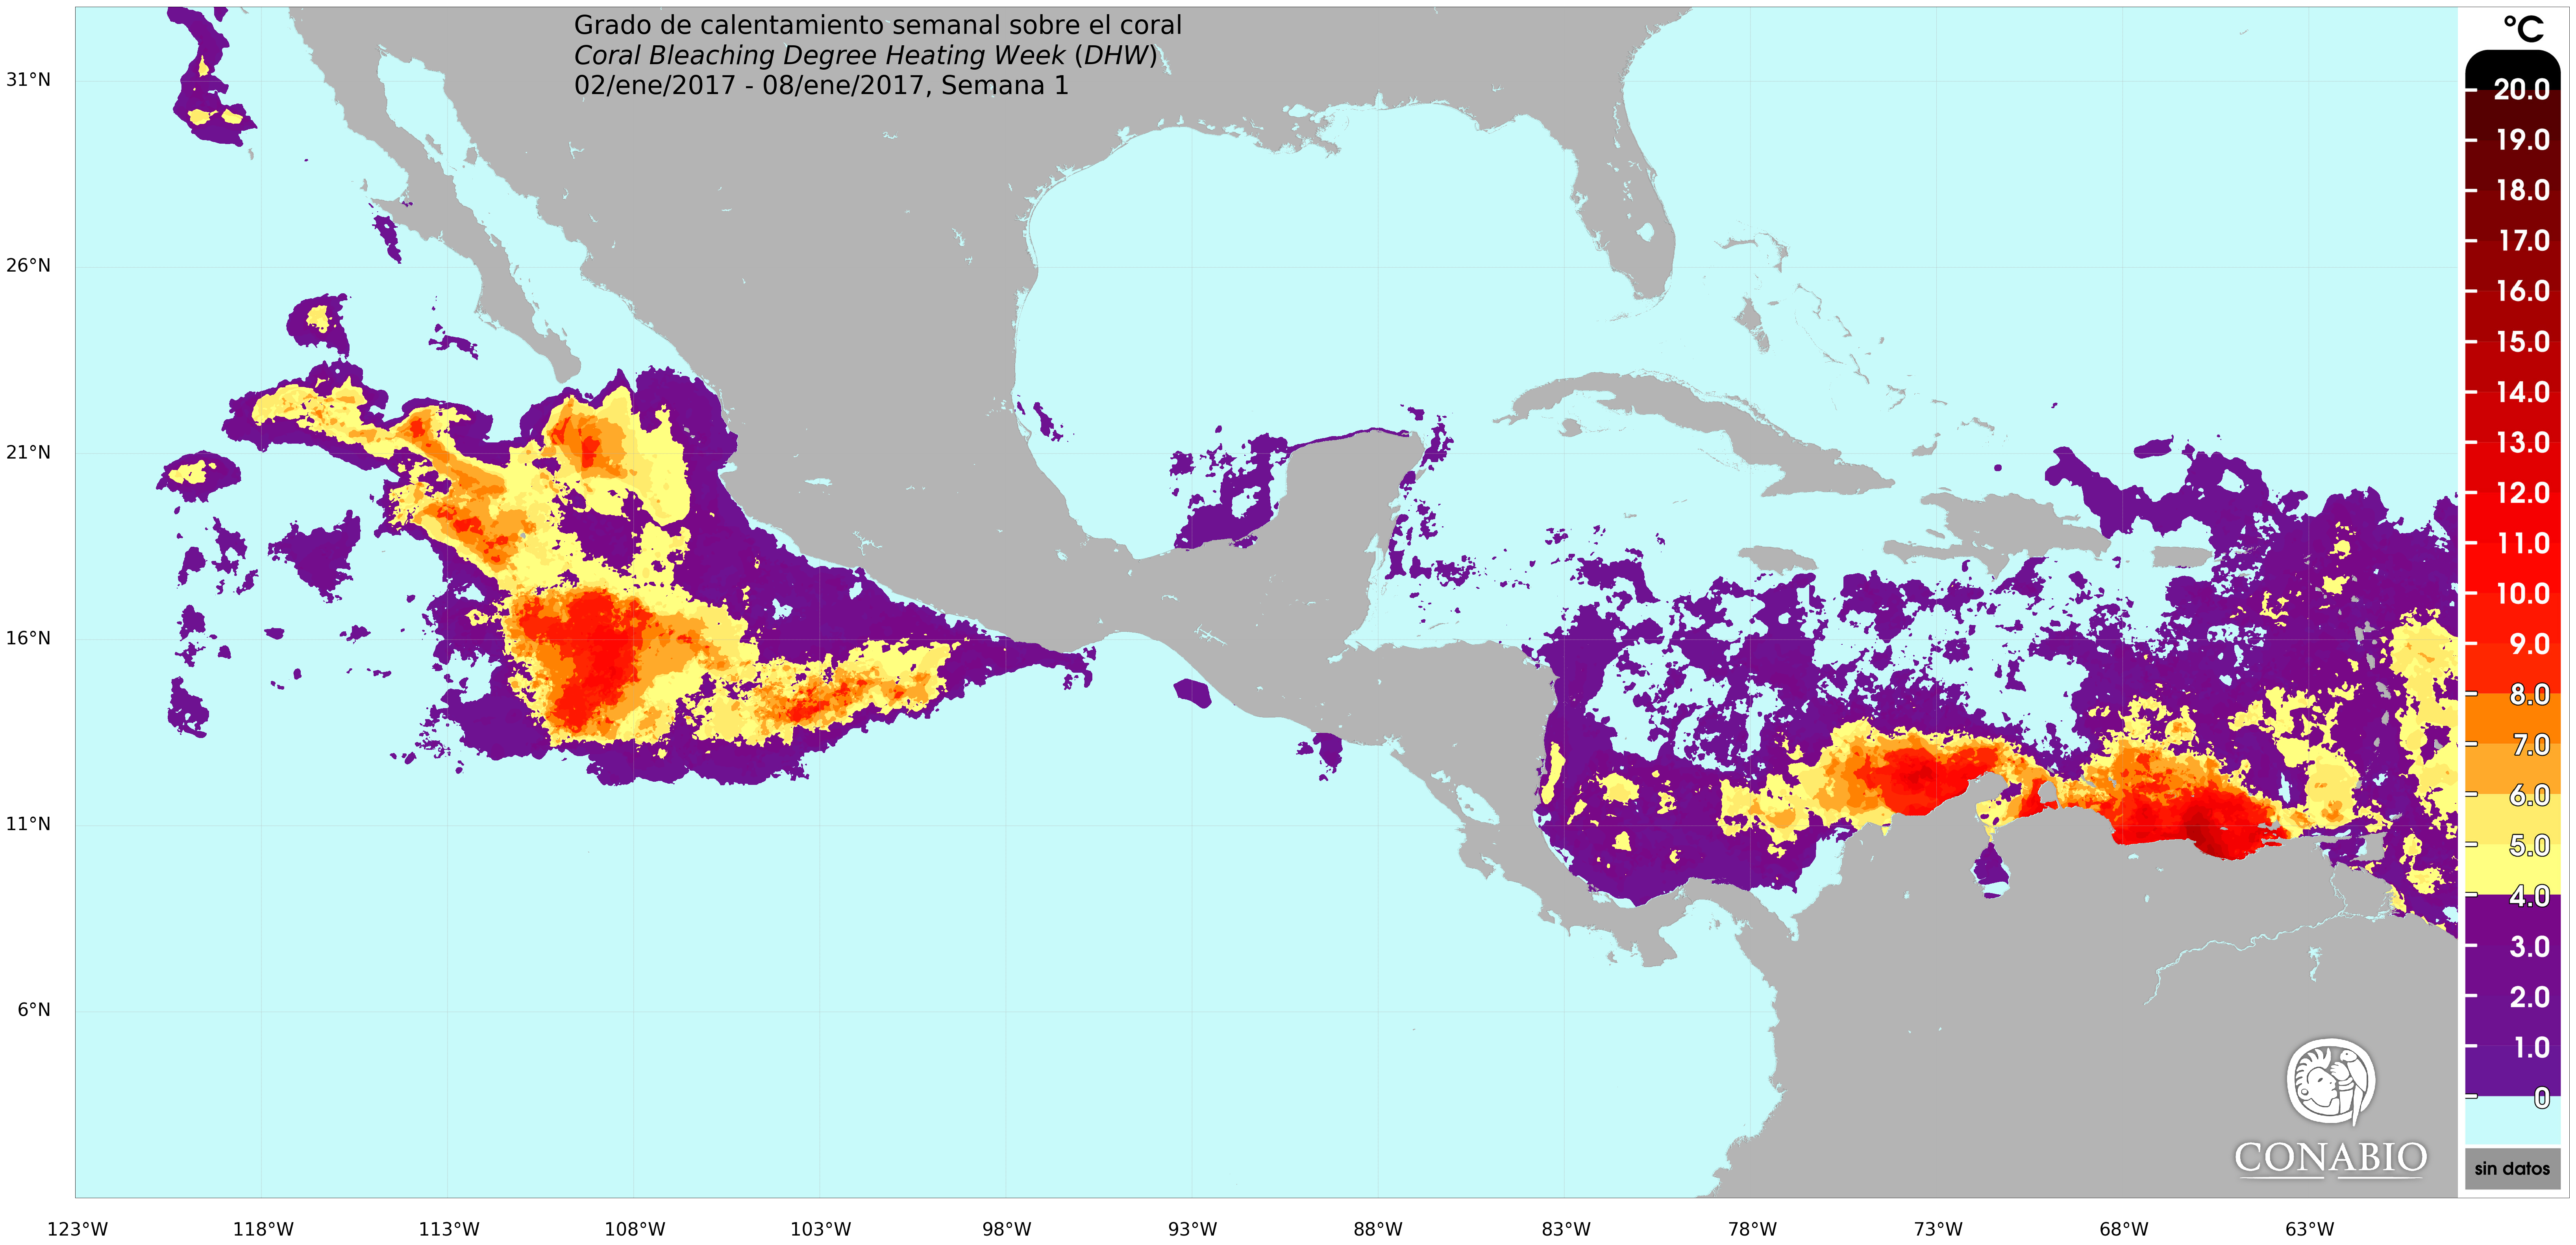 Grado de calentamiento semanal sobre el coral
Coral Bleaching Degree Heating Week (DHW)
02/ene/2017 - 08/ene/2017, Semana 1
°C
20.0
19.0
18.0
17.0
16.0
15.0
14.0
13.0
12.0
11.0
10.0
9.0
8.0
7.0
6.0
5.0
4.0
3.0
2.0
1.0
0
sin datos
31°N
26°N
21°N
16°N
11°N
6°N
CONABIO
123°W 118°W 113°W 108°W 103°W 98°W 93°W 88°W 83°W 78°W 73°W 68°W 63°W